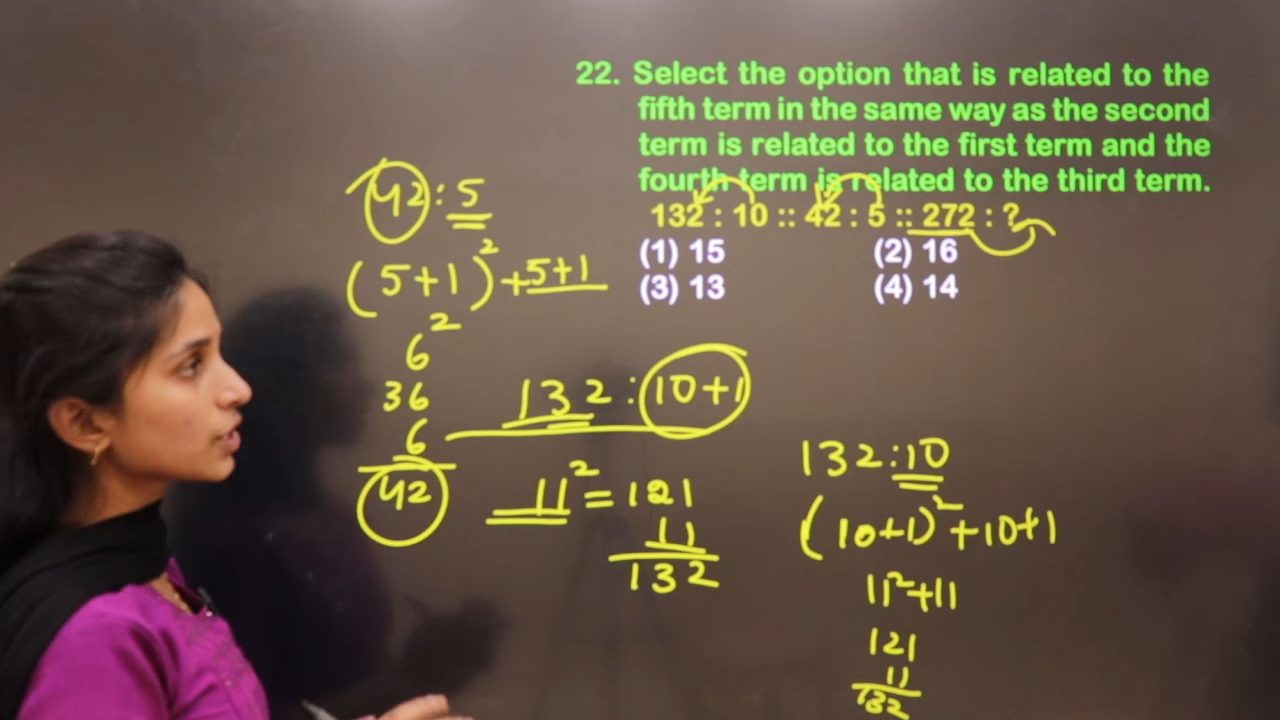 22. Select the option that is related to the
fifth term in the same way as the second
term is related to the first term and the
fourth term is related to the third term.
132 : 10 :: 42 : 5 :: 272 : ?
(1) 15 (2) 16
(3) 13 (4) 14
42 : 5
(5+1)² + 5+1
6²
36
6
42
132 : 10+1
11² = 121
11
132
132 : 10
(10+1)² + 10+1
11² + 11
121
11
132